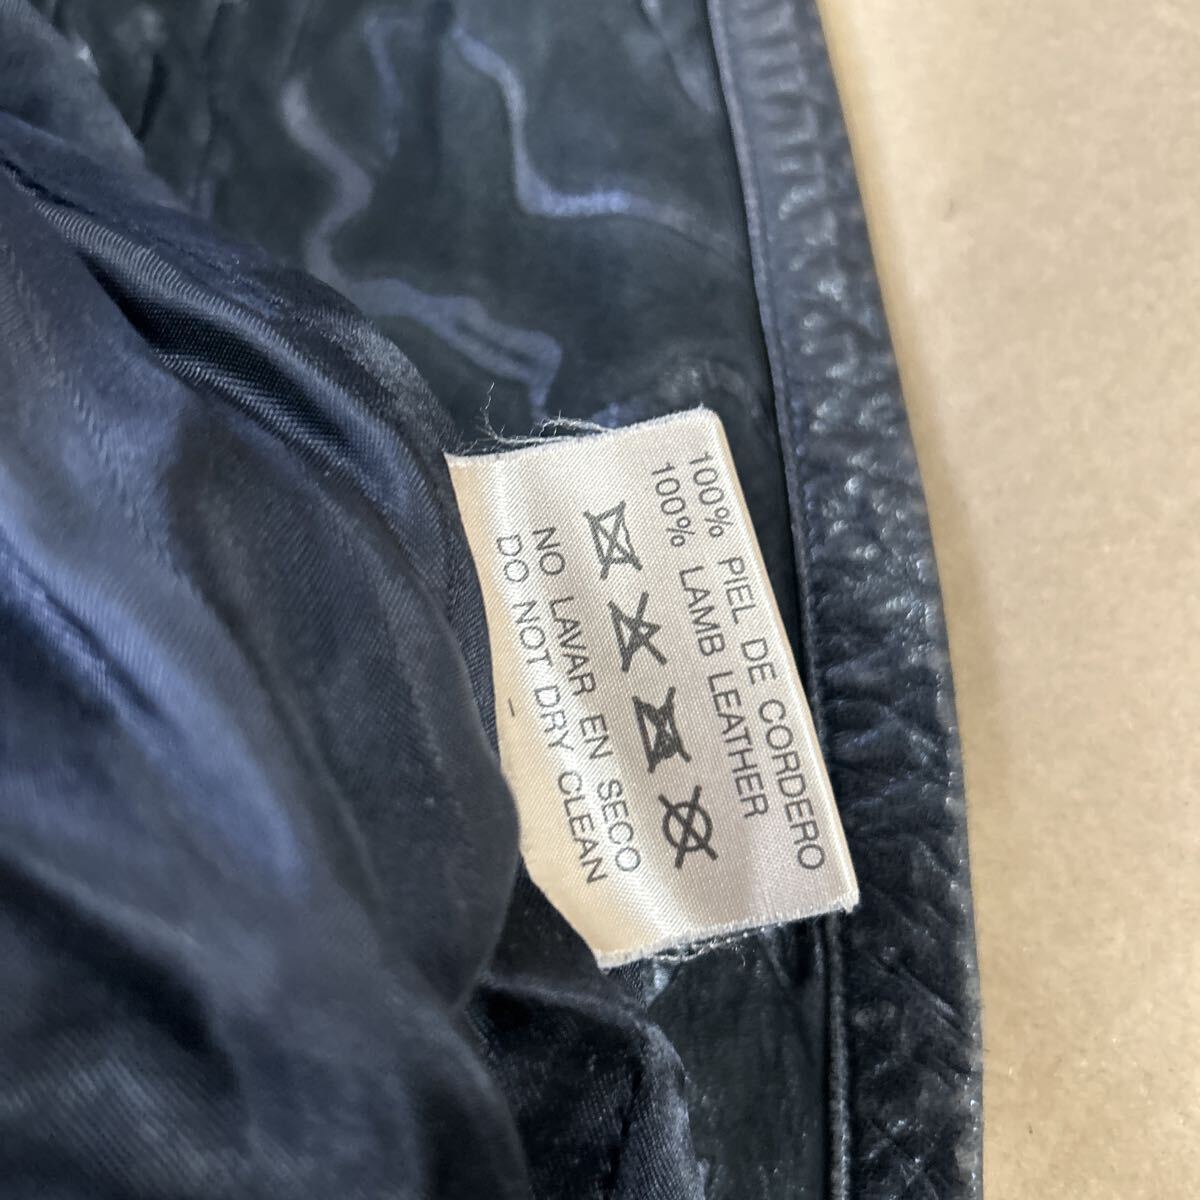 100% PIEL DE CORDERO
100% LAMB LEATHER
NO LAVAR EN SECO
DO NOT DRY CLEAN